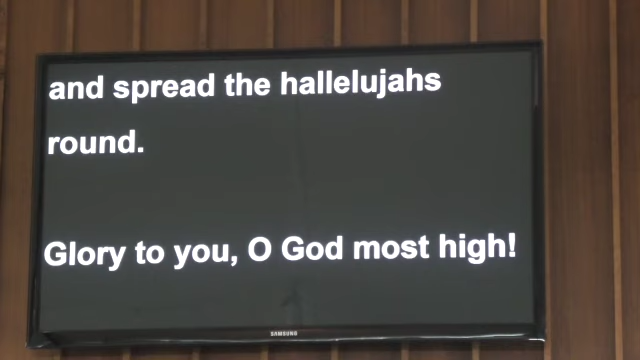 and spread the hallelujahs
round.
Glory to you, O God most high!
SAMSUNG